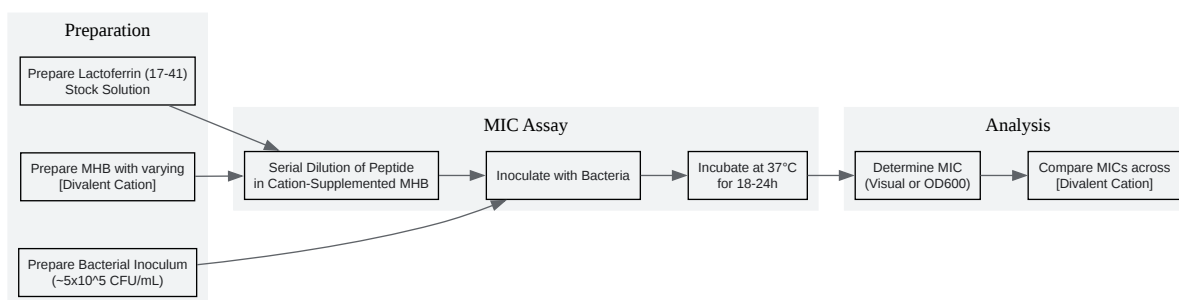 Preparation
Prepare Lactoferrin (17-41)
Stock Solution
Prepare MHB with varying
[Divalent Cation]
Prepare Bacterial Inoculum
(~5x10^5 CFU/mL)
MIC Assay
Serial Dilution of Peptide
in Cation-Supplemented MHB
Inoculate with Bacteria
Incubate at 37°C
for 18-24h
Analysis
Determine MIC
(Visual or OD600)
Compare MICs across
[Divalent Cation]